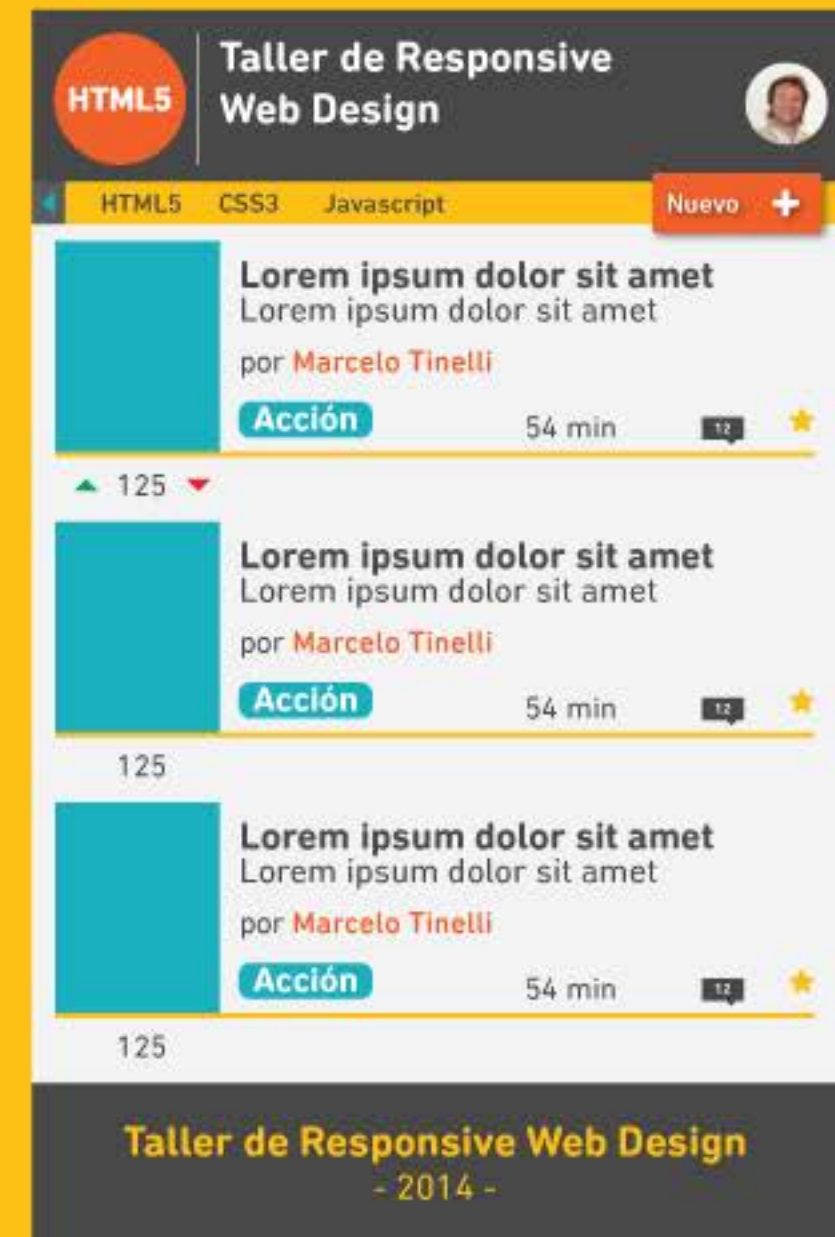 HTML5
Taller de Responsive
Web Design
HTML5 CSS3 Javascript Nuevo +
Lorem ipsum dolor sit amet
Lorem ipsum dolor sit amet
por Marcelo Tinelli
Acción 54 min 12
125
Lorem ipsum dolor sit amet
Lorem ipsum dolor sit amet
por Marcelo Tinelli
Acción 54 min 12
125
Lorem ipsum dolor sit amet
Lorem ipsum dolor sit amet
por Marcelo Tinelli
Acción 54 min 12
125
Taller de Responsive Web Design
- 2014 -